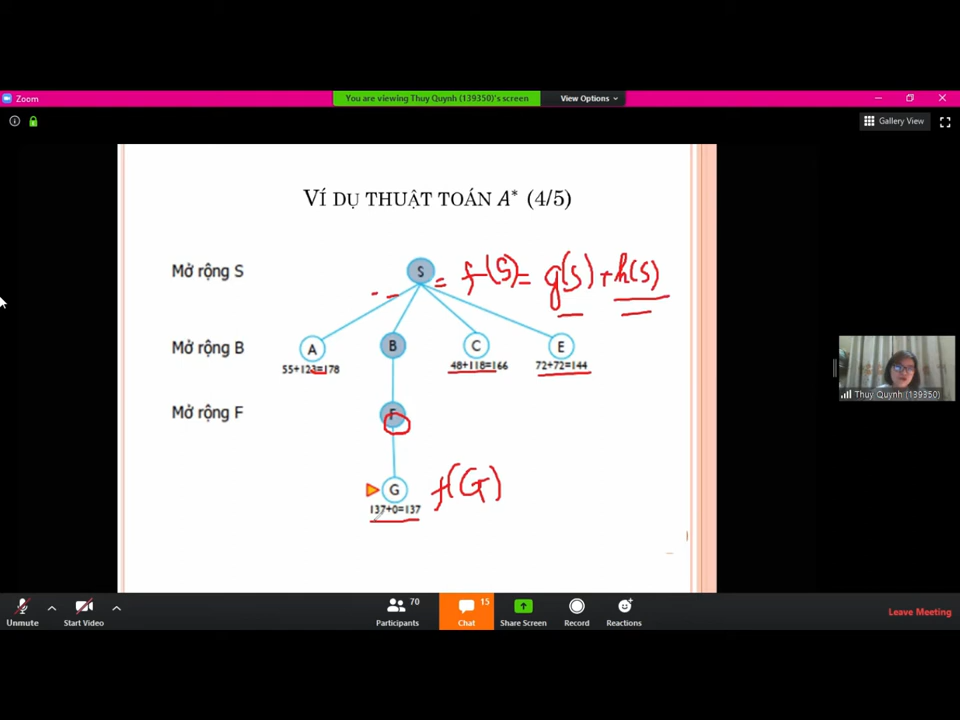 Zoom
You are viewing Thuy Quynh (139350)'s screen
View Options
Gallery View
VÍ DỤ THUẬT TOÁN A* (4/5)
Mở rộng S
S
= f(S) = g(S) + h(S)
Mở rộng B
A
B
C
E
55+123=178
48+118=166
72+72=144
Mở rộng F
F
G
f(G)
137+0=137
Thuy Quynh (139350)
Unmute
Start Video
Participants
70
Chat
15
Share Screen
Record
Reactions
Leave Meeting